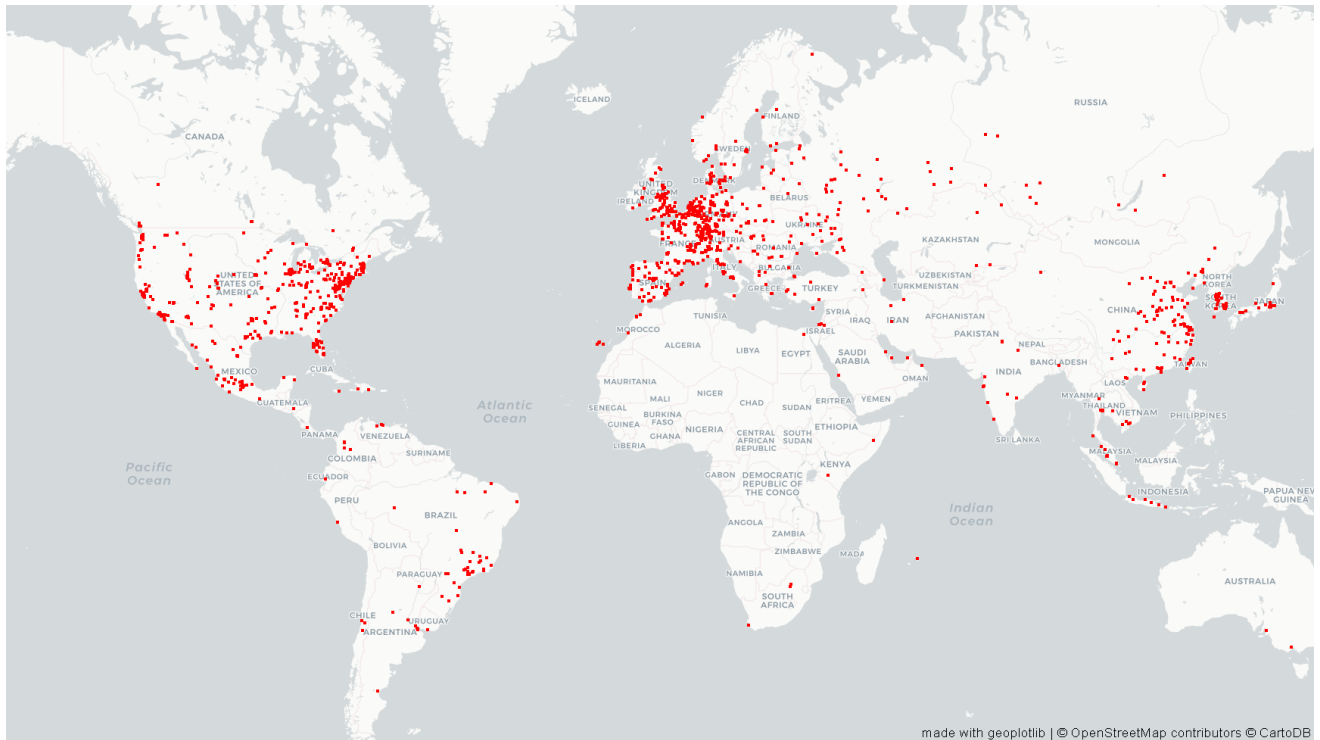 ICELAND
RUSSIA
FINLAND
CANADA
SWEDEN
UNITED
KINGDOM
IRELAND
BELARUS
UKRAINE
FRANCE
AUSTRIA
ROMANIA
KAZAKHSTAN
MONGOLIA
ITALY
BULGARIA
SPAIN
GREECE
TURKEY
UZBEKISTAN
TURKMENISTAN
NORTH
KOREA
SOUTH
KOREA
JAPAN
UNITED
STATES OF
AMERICA
TUNISIA
SYRIA
IRAQ
IRAN
AFGHANISTAN
CHINA
MOROCCO
ISRAEL
PAKISTAN
ALGERIA
LIBYA
EGYPT
SAUDI
ARABIA
NEPAL
BANGLADESH
TAIWAN
INDIA
MEXICO
CUBA
OMAN
LAOS
MAURITANIA
MALI
NIGER
CHAD
SUDAN
ERITREA
YEMEN
MYANMAR
THAILAND
VIETNAM
PHILIPPINES
GUATEMALA
Atlantic
Ocean
SENEGAL
BURKINA
FASO
GUINEA
GHANA
NIGERIA
LIBERIA
CENTRAL
AFRICAN
REPUBLIC
SOUTH
SUDAN
ETHIOPIA
SRI LANKA
PANAMA
VENEZUELA
SURINAME
COLOMBIA
MALAYSIA
MALAYSIA
Pacific
Ocean
ECUADOR
GABON
DEMOCRATIC
REPUBLIC OF
THE CONGO
KENYA
INDONESIA
PAPUA NEW
GUINEA
PERU
BRAZIL
Indian
Ocean
ANGOLA
ZAMBIA
BOLIVIA
ZIMBABWE
MADA
PARAGUAY
NAMIBIA
AUSTRALIA
SOUTH
AFRICA
CHILE
URUGUAY
ARGENTINA
made with geoplotlib | © OpenStreetMap contributors © CartoDB